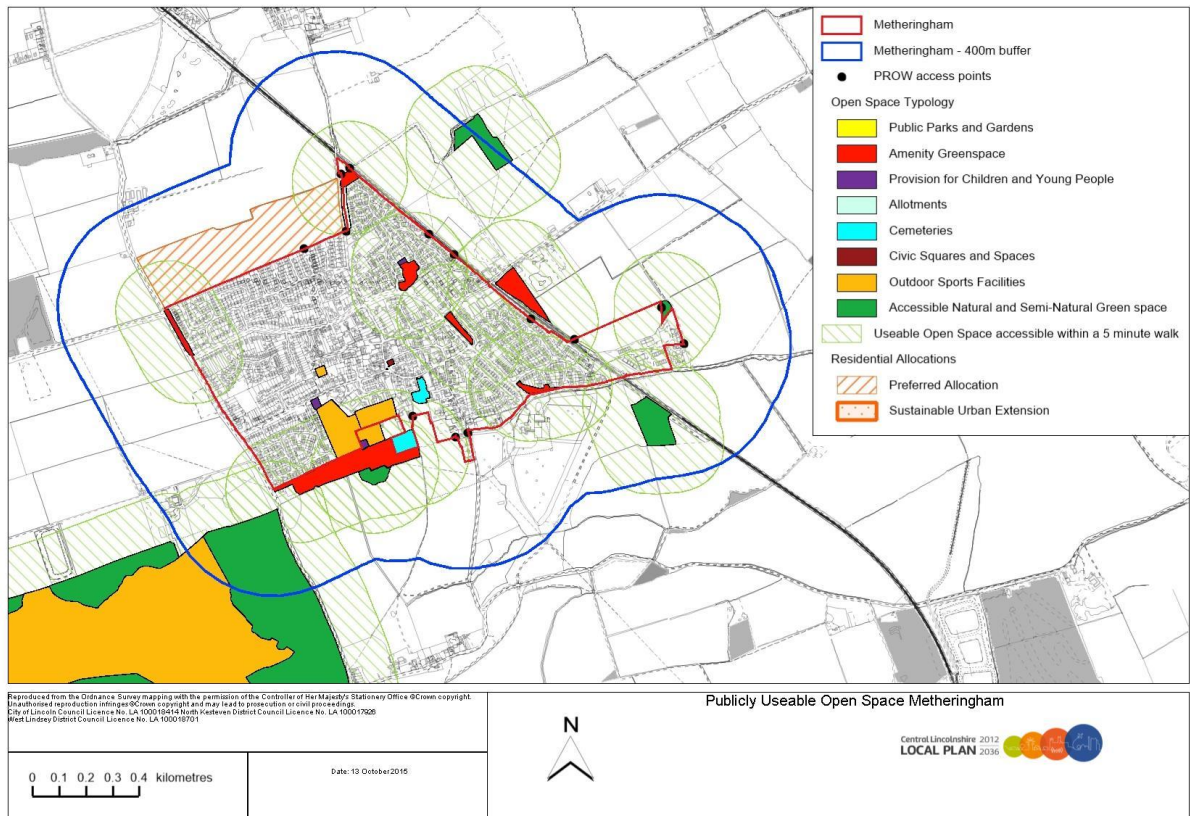 Metheringham
Metheringham - 400m buffer
PROW access points
Open Space Typology
Public Parks and Gardens
Amenity Greenspace
Provision for Children and Young People
Allotments
Cemeteries
Civic Squares and Spaces
Outdoor Sports Facilities
Accessible Natural and Semi-Natural Green space
Useable Open Space accessible within a 5 minute walk
Residential Allocations
Preferred Allocation
Sustainable Urban Extension
Reproduced from the Ordnance Survey mapping with the permission of the Controller of Her Majesty's Stationery Office ©Crown copyright.
Unauthorised reproduction infringes ©Crown copyright and may lead to prosecution or civil proceedings.
City of Lincoln Council Licence No. LA 100018414 North Kesteven District Council Licence No. LA 100017926
West Lindsey District Council Licence No. LA 100018701
0 0.1 0.2 0.3 0.4 kilometres
Date: 13 October 2015
N
Publicly Useable Open Space Metheringham
Central Lincolnshire 2012
LOCAL PLAN 2036